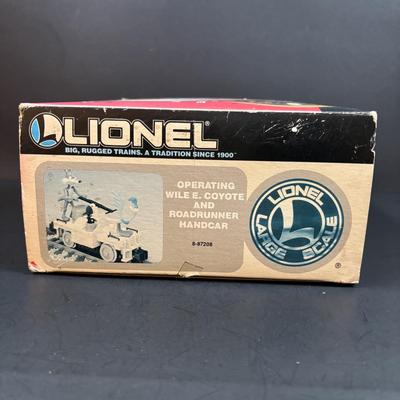 LIONEL®
BIG, RUGGED TRAINS. A TRADITION SINCE 1900™
OPERATING
WILE E. COYOTE
AND
ROADRUNNER
HANDCAR
8-87208
LIONEL
L
LARGE SCALE
®